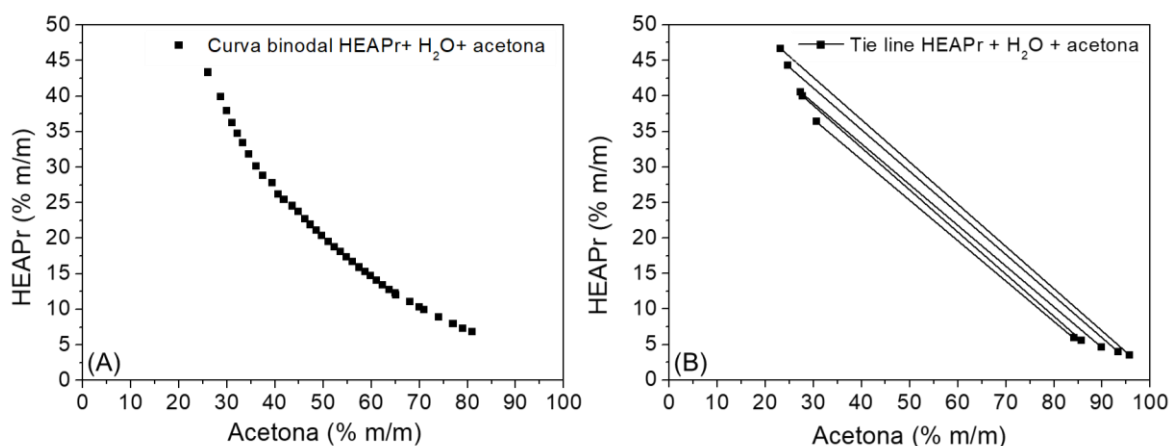 50
45
40
35
30
25
20
15
10
5
0
HEAPr (% m/m)
Curva binodal HEAPr+ H₂O+ acetona
(A)
0 10 20 30 40 50 60 70 80 90 100
Acetona (% m/m)
50
45
40
35
30
25
20
15
10
5
0
HEAPr (% m/m)
Tie line HEAPr + H₂O + acetona
(B)
0 10 20 30 40 50 60 70 80 90 100
Acetona (% m/m)